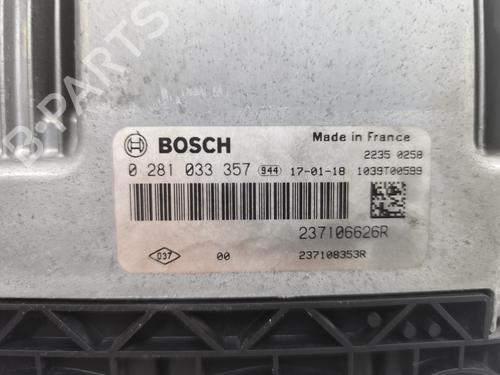 B-PARTS
BOSCH
Made in France
2235 0258
0 281 033 357 944 17-01-18 1039T00599
237106626R
037 00 237108353R